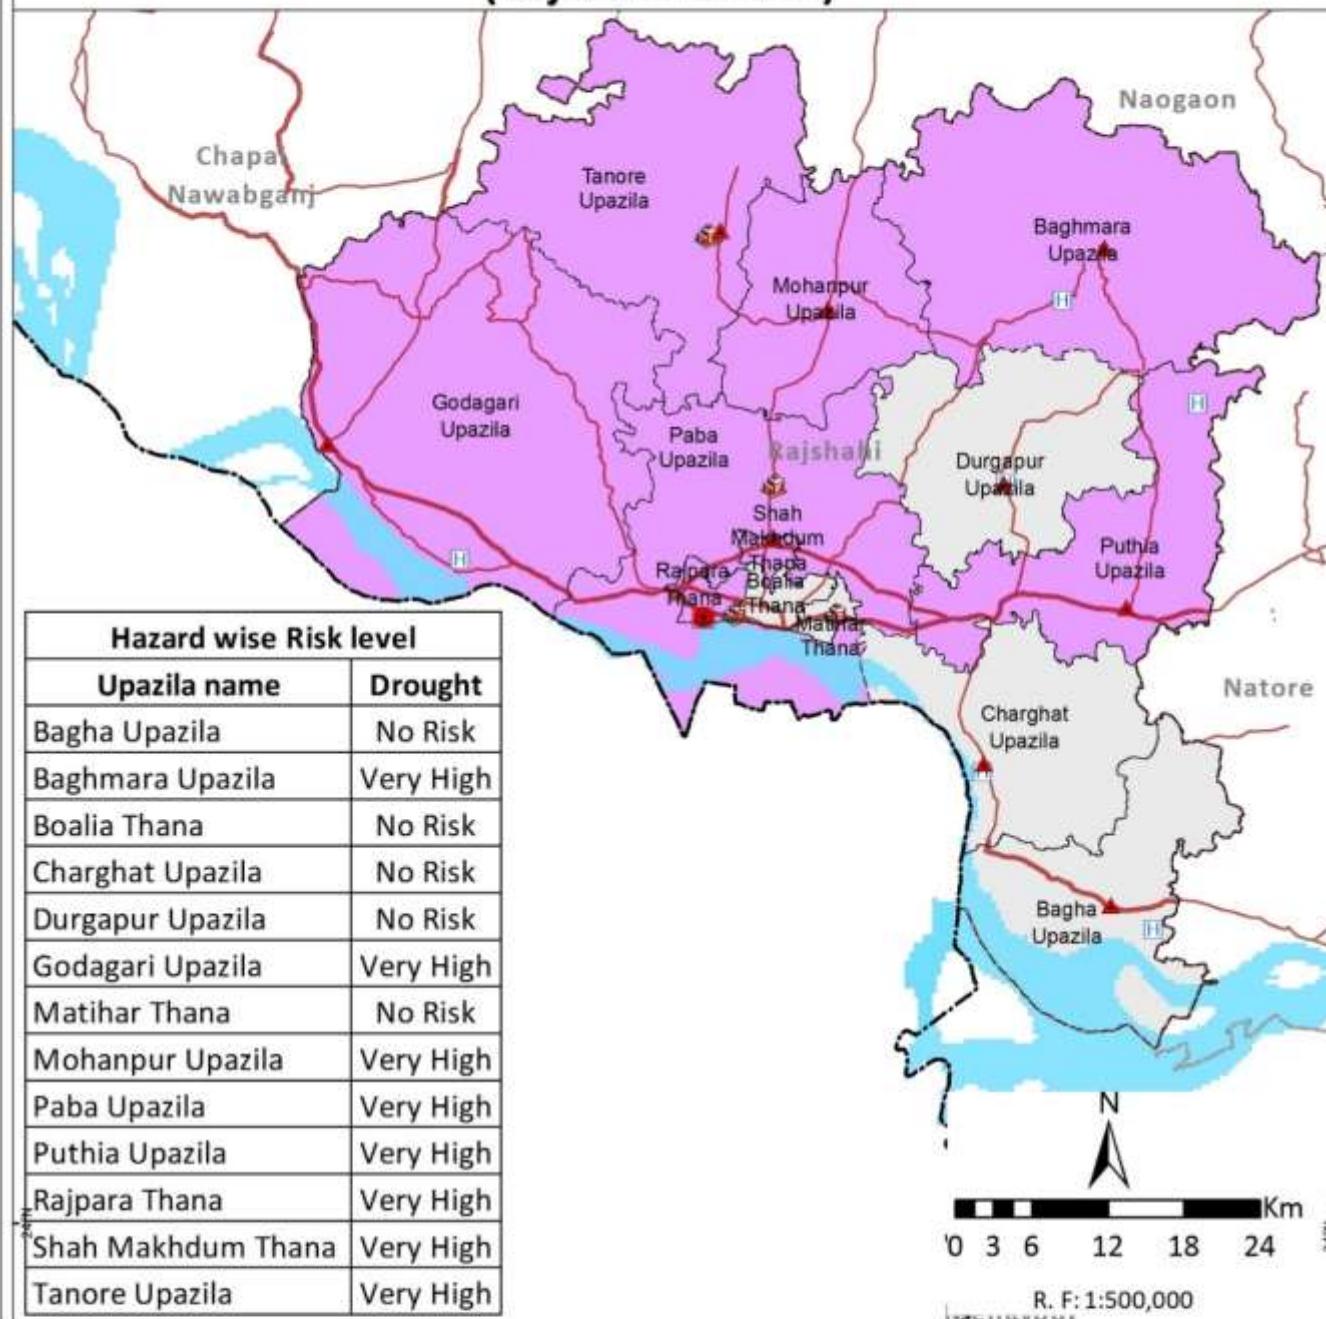 Naogaon
Chapai
Nawabganj
Tanore
Upazila
Baghmara
Upazila
Mohanpur
Upazila
Godagari
Upazila
Paba
Upazila
Rajshahi
Durgapur
Upazila
Shah
Makhdum
Thana
Puthia
Upazila
Rajpara
Thana
Boalia
Thana
Matihar
Thana
H
H
H
H
Natore
Charghat
Upazila
Bagha
Upazila
Hazard wise Risk level
Upazila name Drought
Bagha Upazila No Risk
Baghmara Upazila Very High
Boalia Thana No Risk
Charghat Upazila No Risk
Durgapur Upazila No Risk
Godagari Upazila Very High
Matihar Thana No Risk
Mohanpur Upazila Very High
Paba Upazila Very High
Puthia Upazila Very High
Rajpara Thana Very High
Shah Makhdum Thana Very High
Tanore Upazila Very High
N
Km
0 3 6 12 18 24
R. F: 1:500,000